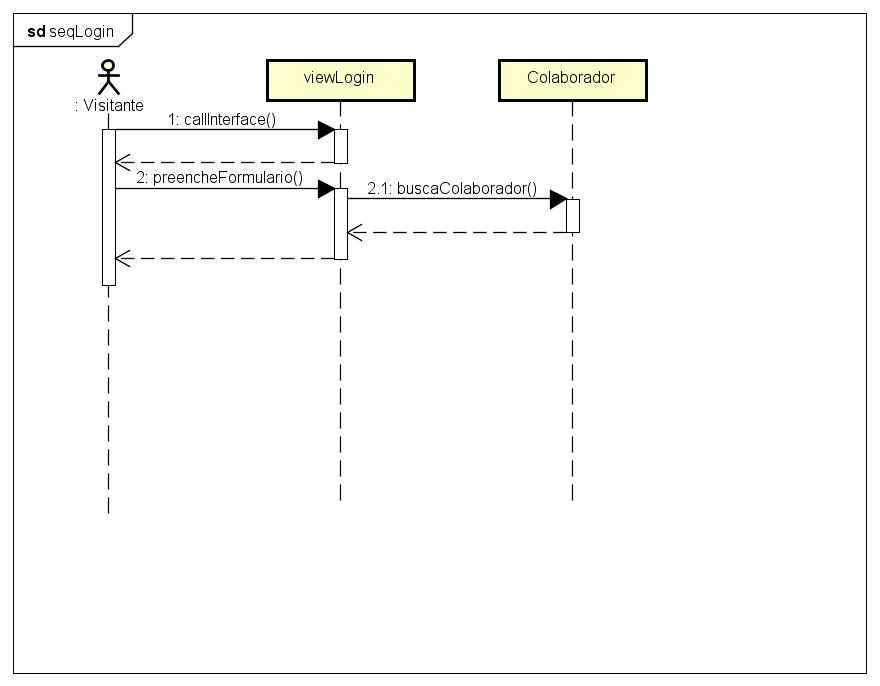 sd seqLogin
: Visitante
viewLogin
Colaborador
1: callInterface()
2: preencheFormulario()
2.1: buscaColaborador()